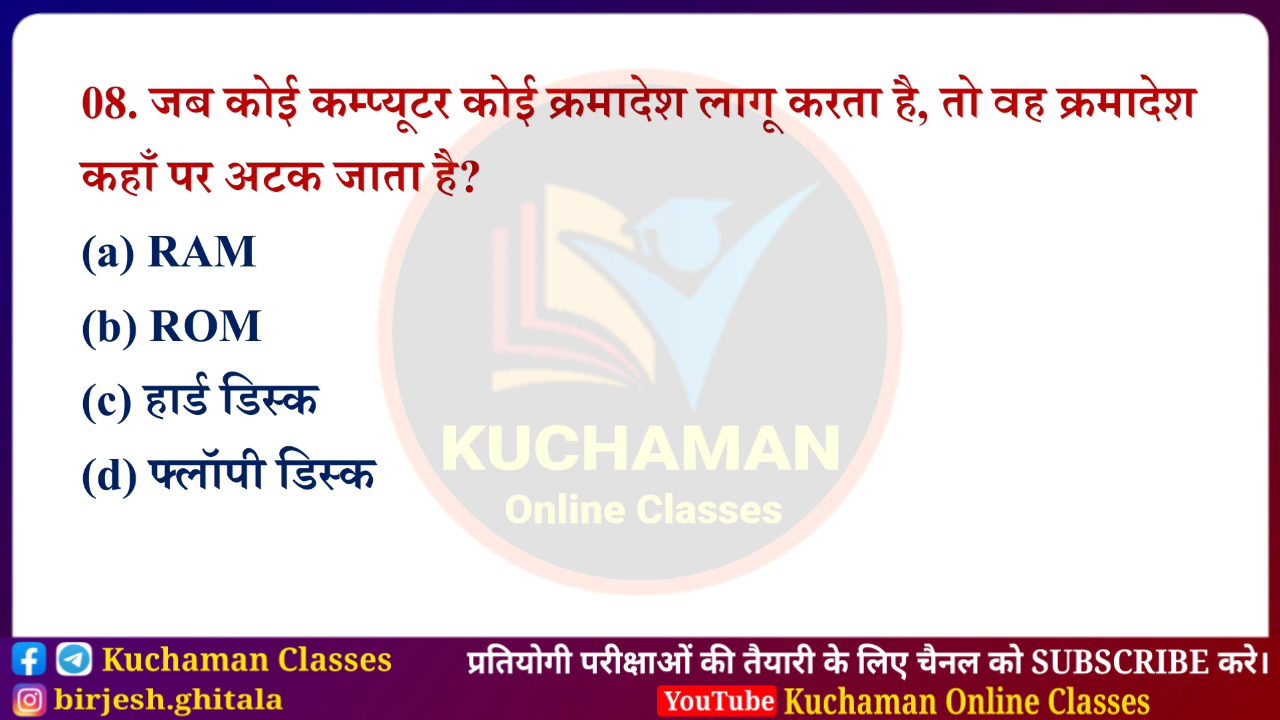 08. जब कोई कम्प्यूटर कोई क्रमादेश लागू करता है, तो वह क्रमादेश
कहाँ पर अटक जाता है?
(a) RAM
(b) ROM
(c) हार्ड डिस्क
(d) फ्लॉपी डिस्क
KUCHAMAN
Online Classes
Kuchaman Classes
प्रतियोगी परीक्षाओं की तैयारी के लिए चैनल को SUBSCRIBE करे।
birjesh.ghitala
YouTube Kuchaman Online Classes